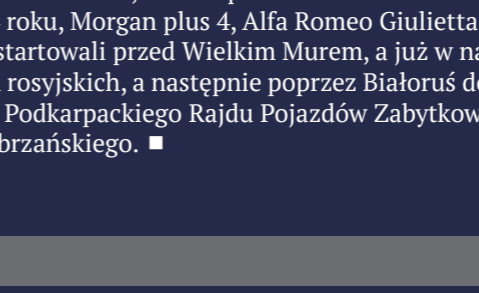 roku, Morgan plus 4, Alfa Romeo Giulietta
startowali przed Wielkim Murem, a już w na
rosyjskich, a następnie poprzez Białoruś do
Podkarpackiego Rajdu Pojazdów Zabytkow
brzańskiego. ■